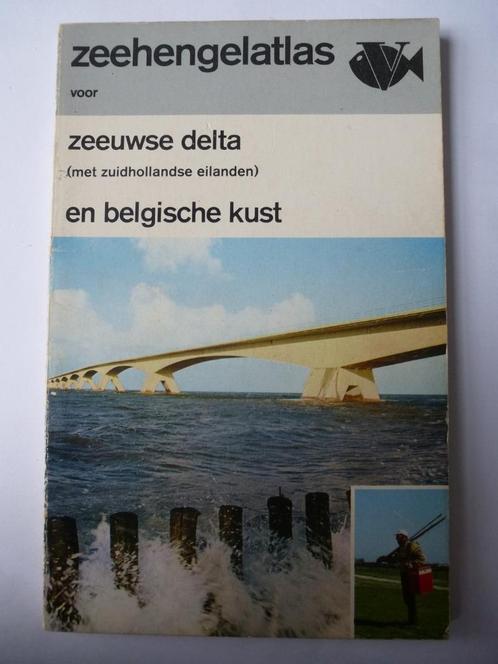 zeehengelatlas
voor
zeeuwse delta
(met zuidhollandse eilanden)
en belgische kust